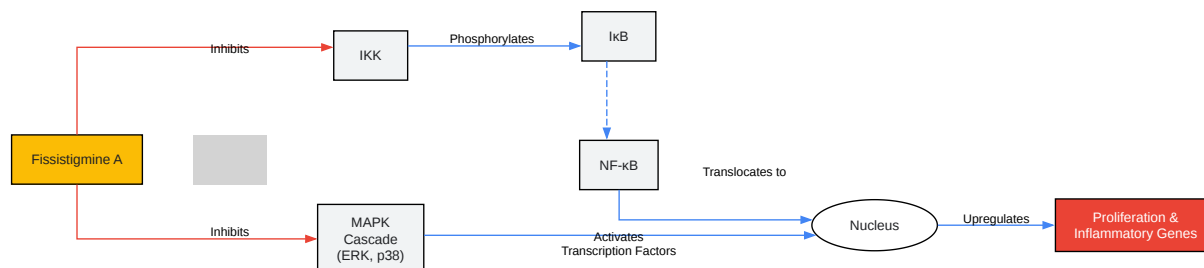 Inhibits
IKK
Phosphorylates
IκB
Fissistigmine A
NF-κB
Translocates to
Inhibits
MAPK
Cascade
(ERK, p38)
Activates
Transcription Factors
Nucleus
Upregulates
Proliferation &
Inflammatory Genes